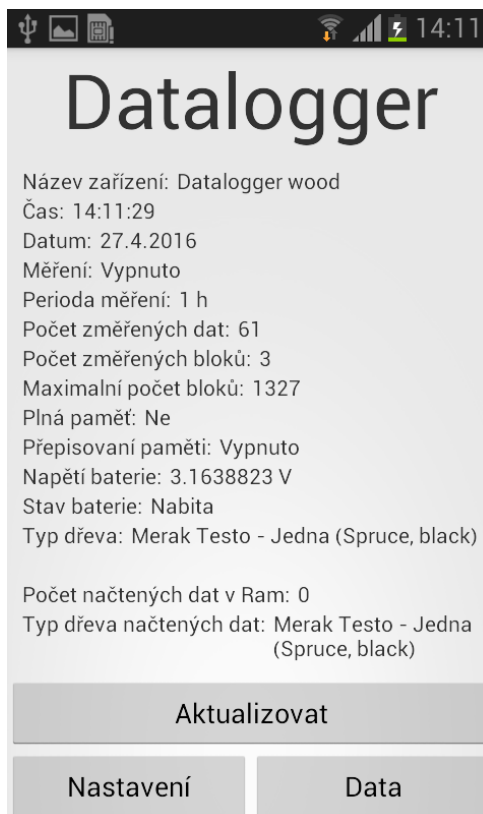 14:11
Datalogger
Název zařízení: Datalogger wood
Čas: 14:11:29
Datum: 27.4.2016
Měření: Vypnuto
Perioda měření: 1 h
Počet změřených dat: 61
Počet změřených bloků: 3
Maximalní počet bloků: 1327
Plná paměť: Ne
Přepisovaní paměti: Vypnuto
Napětí baterie: 3.1638823 V
Stav baterie: Nabita
Typ dřeva: Merak Testo - Jedna (Spruce, black)
Počet načtených dat v Ram: 0
Typ dřeva načtených dat: Merak Testo - Jedna
(Spruce, black)
Aktualizovat
Nastavení Data